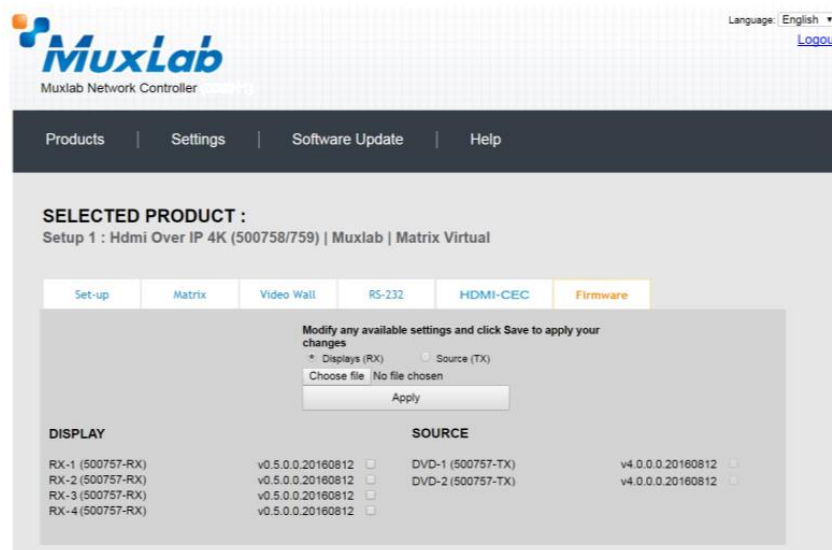 Language: English
MuxLab
Logou
Muxlab Network Controller
Products | Settings | Software Update | Help
SELECTED PRODUCT :
Setup 1 : Hdmi Over IP 4K (500758/759) | Muxlab | Matrix Virtual
Set-up Matrix Video Wall RS-232 HDMI-CEC Firmware
Modify any available settings and click Save to apply your
changes
Displays (RX) Source (TX)
Choose file No file chosen
Apply
DISPLAY SOURCE
RX-1 (500757-RX) v0.5.0.0.20160812 DVD-1 (500757-TX) v4.0.0.0.20160812
RX-2 (500757-RX) v0.5.0.0.20160812 DVD-2 (500757-TX) v4.0.0.0.20160812
RX-3 (500757-RX) v0.5.0.0.20160812
RX-4 (500757-RX) v0.5.0.0.20160812